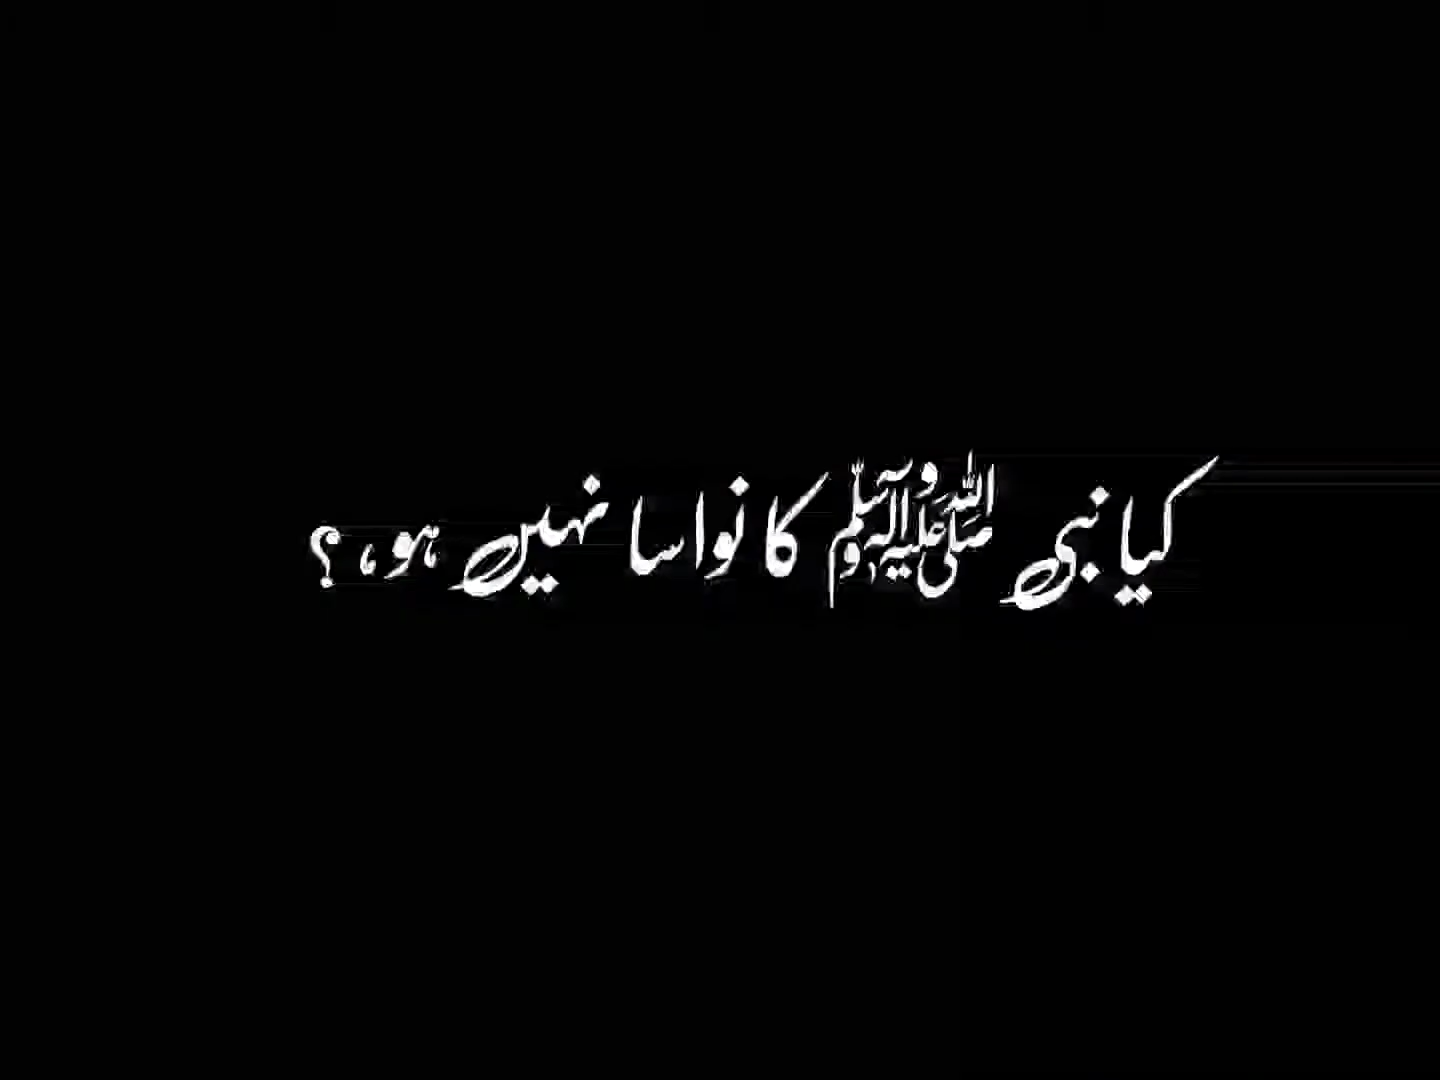 کیا نبی صلی اللہ علیہ وآلہ وسلم کا نواسا نہیں ہو، ؟